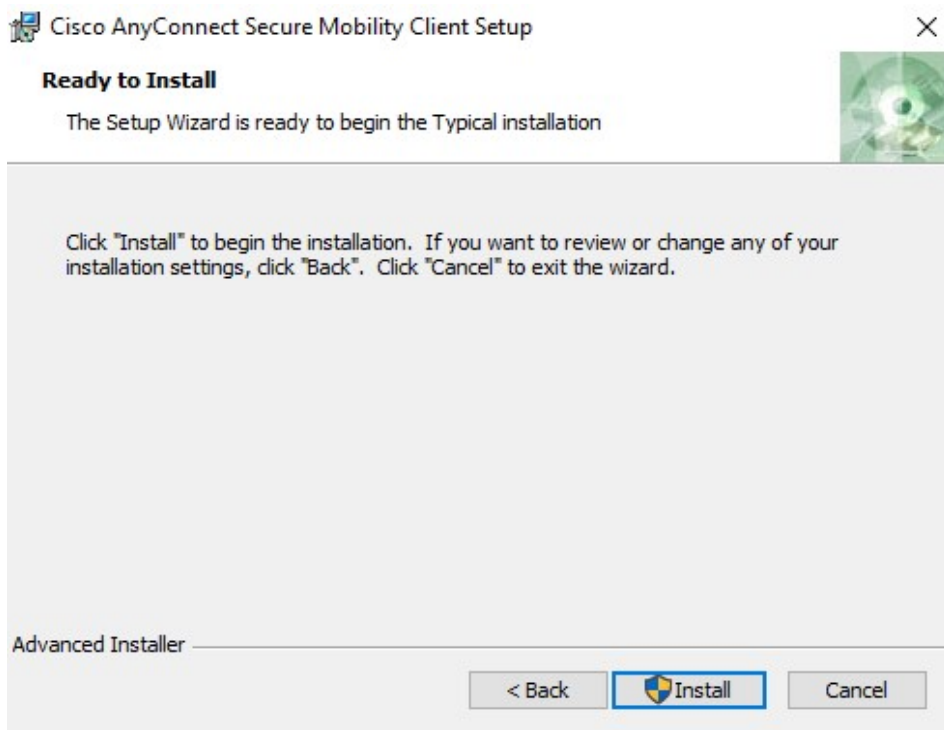 Cisco AnyConnect Secure Mobility Client Setup
Ready to Install
The Setup Wizard is ready to begin the Typical installation
Click "Install" to begin the installation.  If you want to review or change any of your
installation settings, click "Back".  Click "Cancel" to exit the wizard.
Advanced Installer
< Back
Install
Cancel